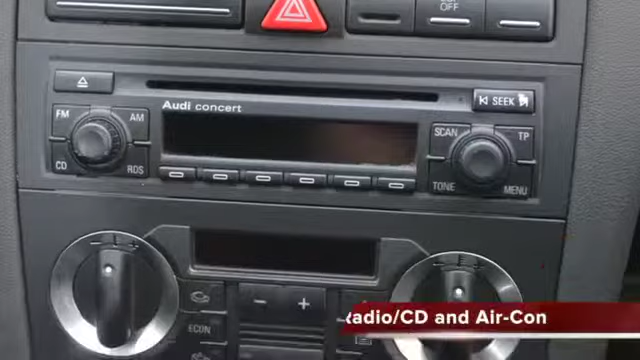 OFF
Audi concert
SEEK
FM
AM
SCAN
TP
CD
RDS
TONE
MENU
- +
ECON
adio/CD and Air-Con